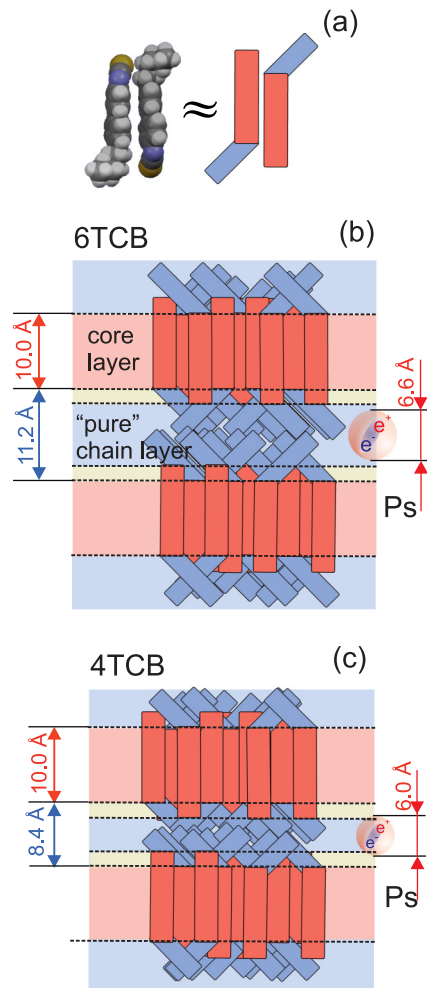 (a)
≈
6TCB
(b)
10.0 Å
core
layer
11.2 Å
"pure"
chain layer
6.6 Å
e⁺
e⁻
Ps
4TCB
(c)
10.0 Å
8.4 Å
6.0 Å
e⁺
e⁻
Ps